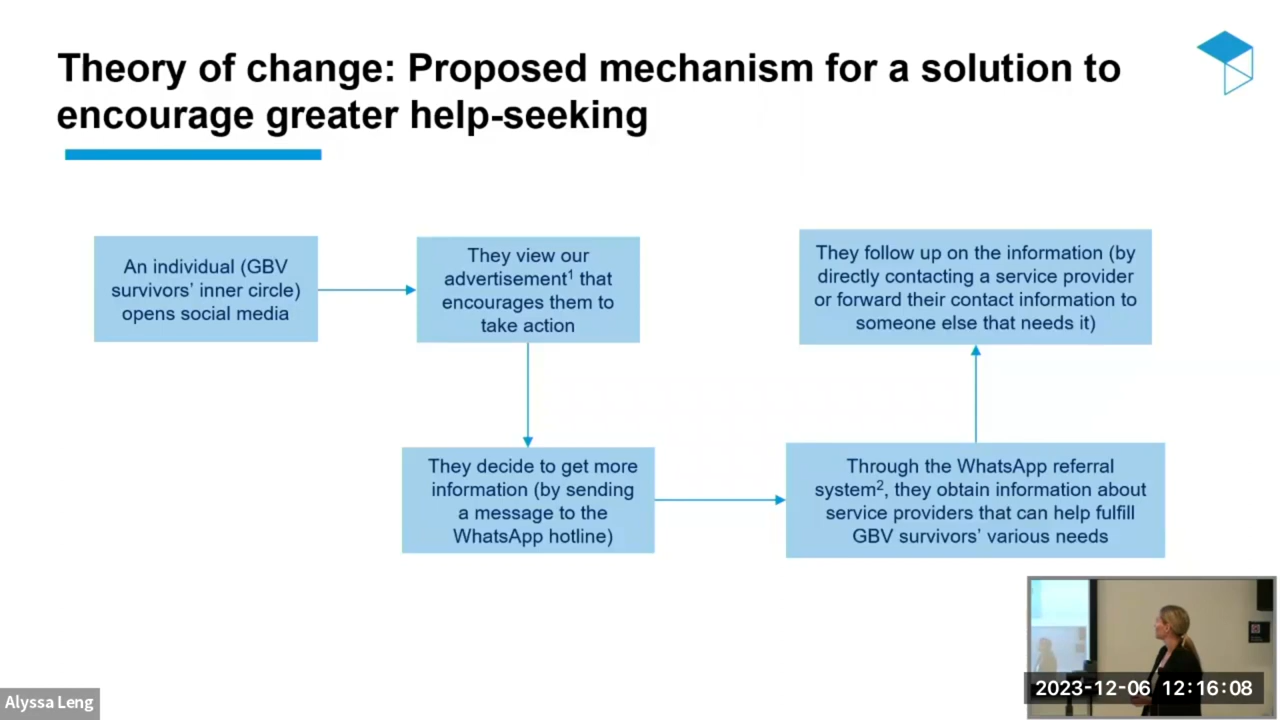 Theory of change: Proposed mechanism for a solution to
encourage greater help-seeking
An individual (GBV
survivors’ inner circle)
opens social media
They view our
advertisement¹ that
encourages them to
take action
They decide to get more
information (by sending
a message to the
WhatsApp hotline)
Through the WhatsApp referral
system², they obtain information about
service providers that can help fulfill
GBV survivors’ various needs
They follow up on the information (by
directly contacting a service provider
or forward their contact information to
someone else that needs it)
2023-12-06 12:16:08
Alyssa Leng